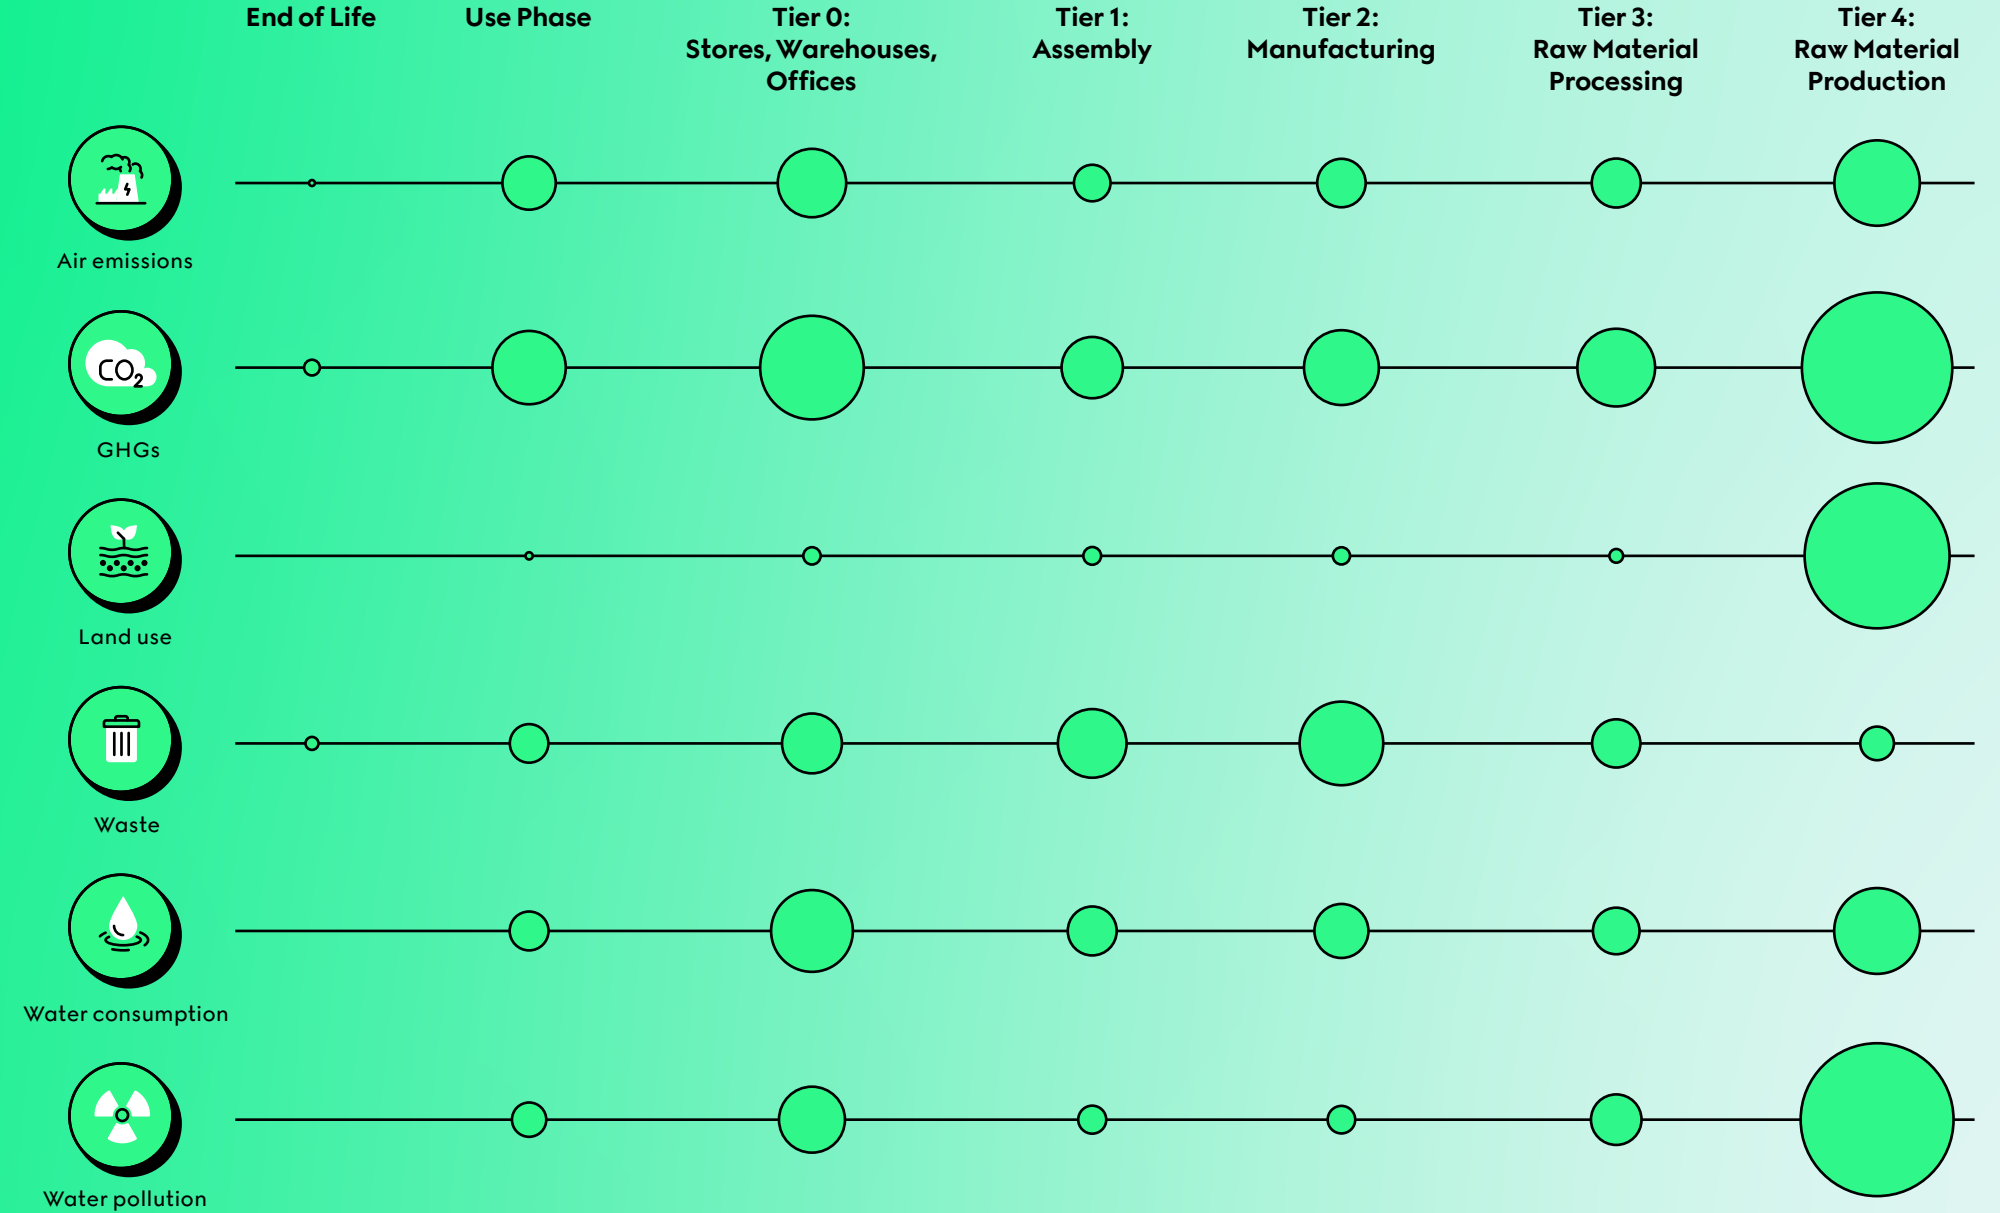 End of Life
Use Phase
Tier 0:
Stores, Warehouses,
Offices
Tier 1:
Assembly
Tier 2:
Manufacturing
Tier 3:
Raw Material
Processing
Tier 4:
Raw Material
Production
Air emissions
CO2
GHGs
Land use
Waste
Water consumption
Water pollution